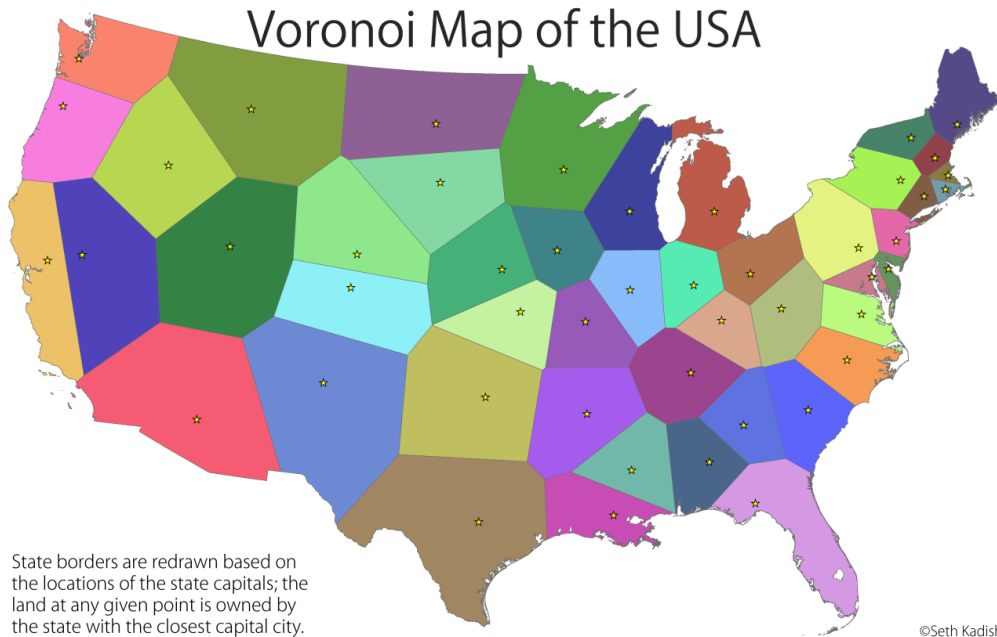 Voronoi Map of the USA
State borders are redrawn based on
the locations of the state capitals; the
land at any given point is owned by
the state with the closest capital city.
©Seth Kadisl